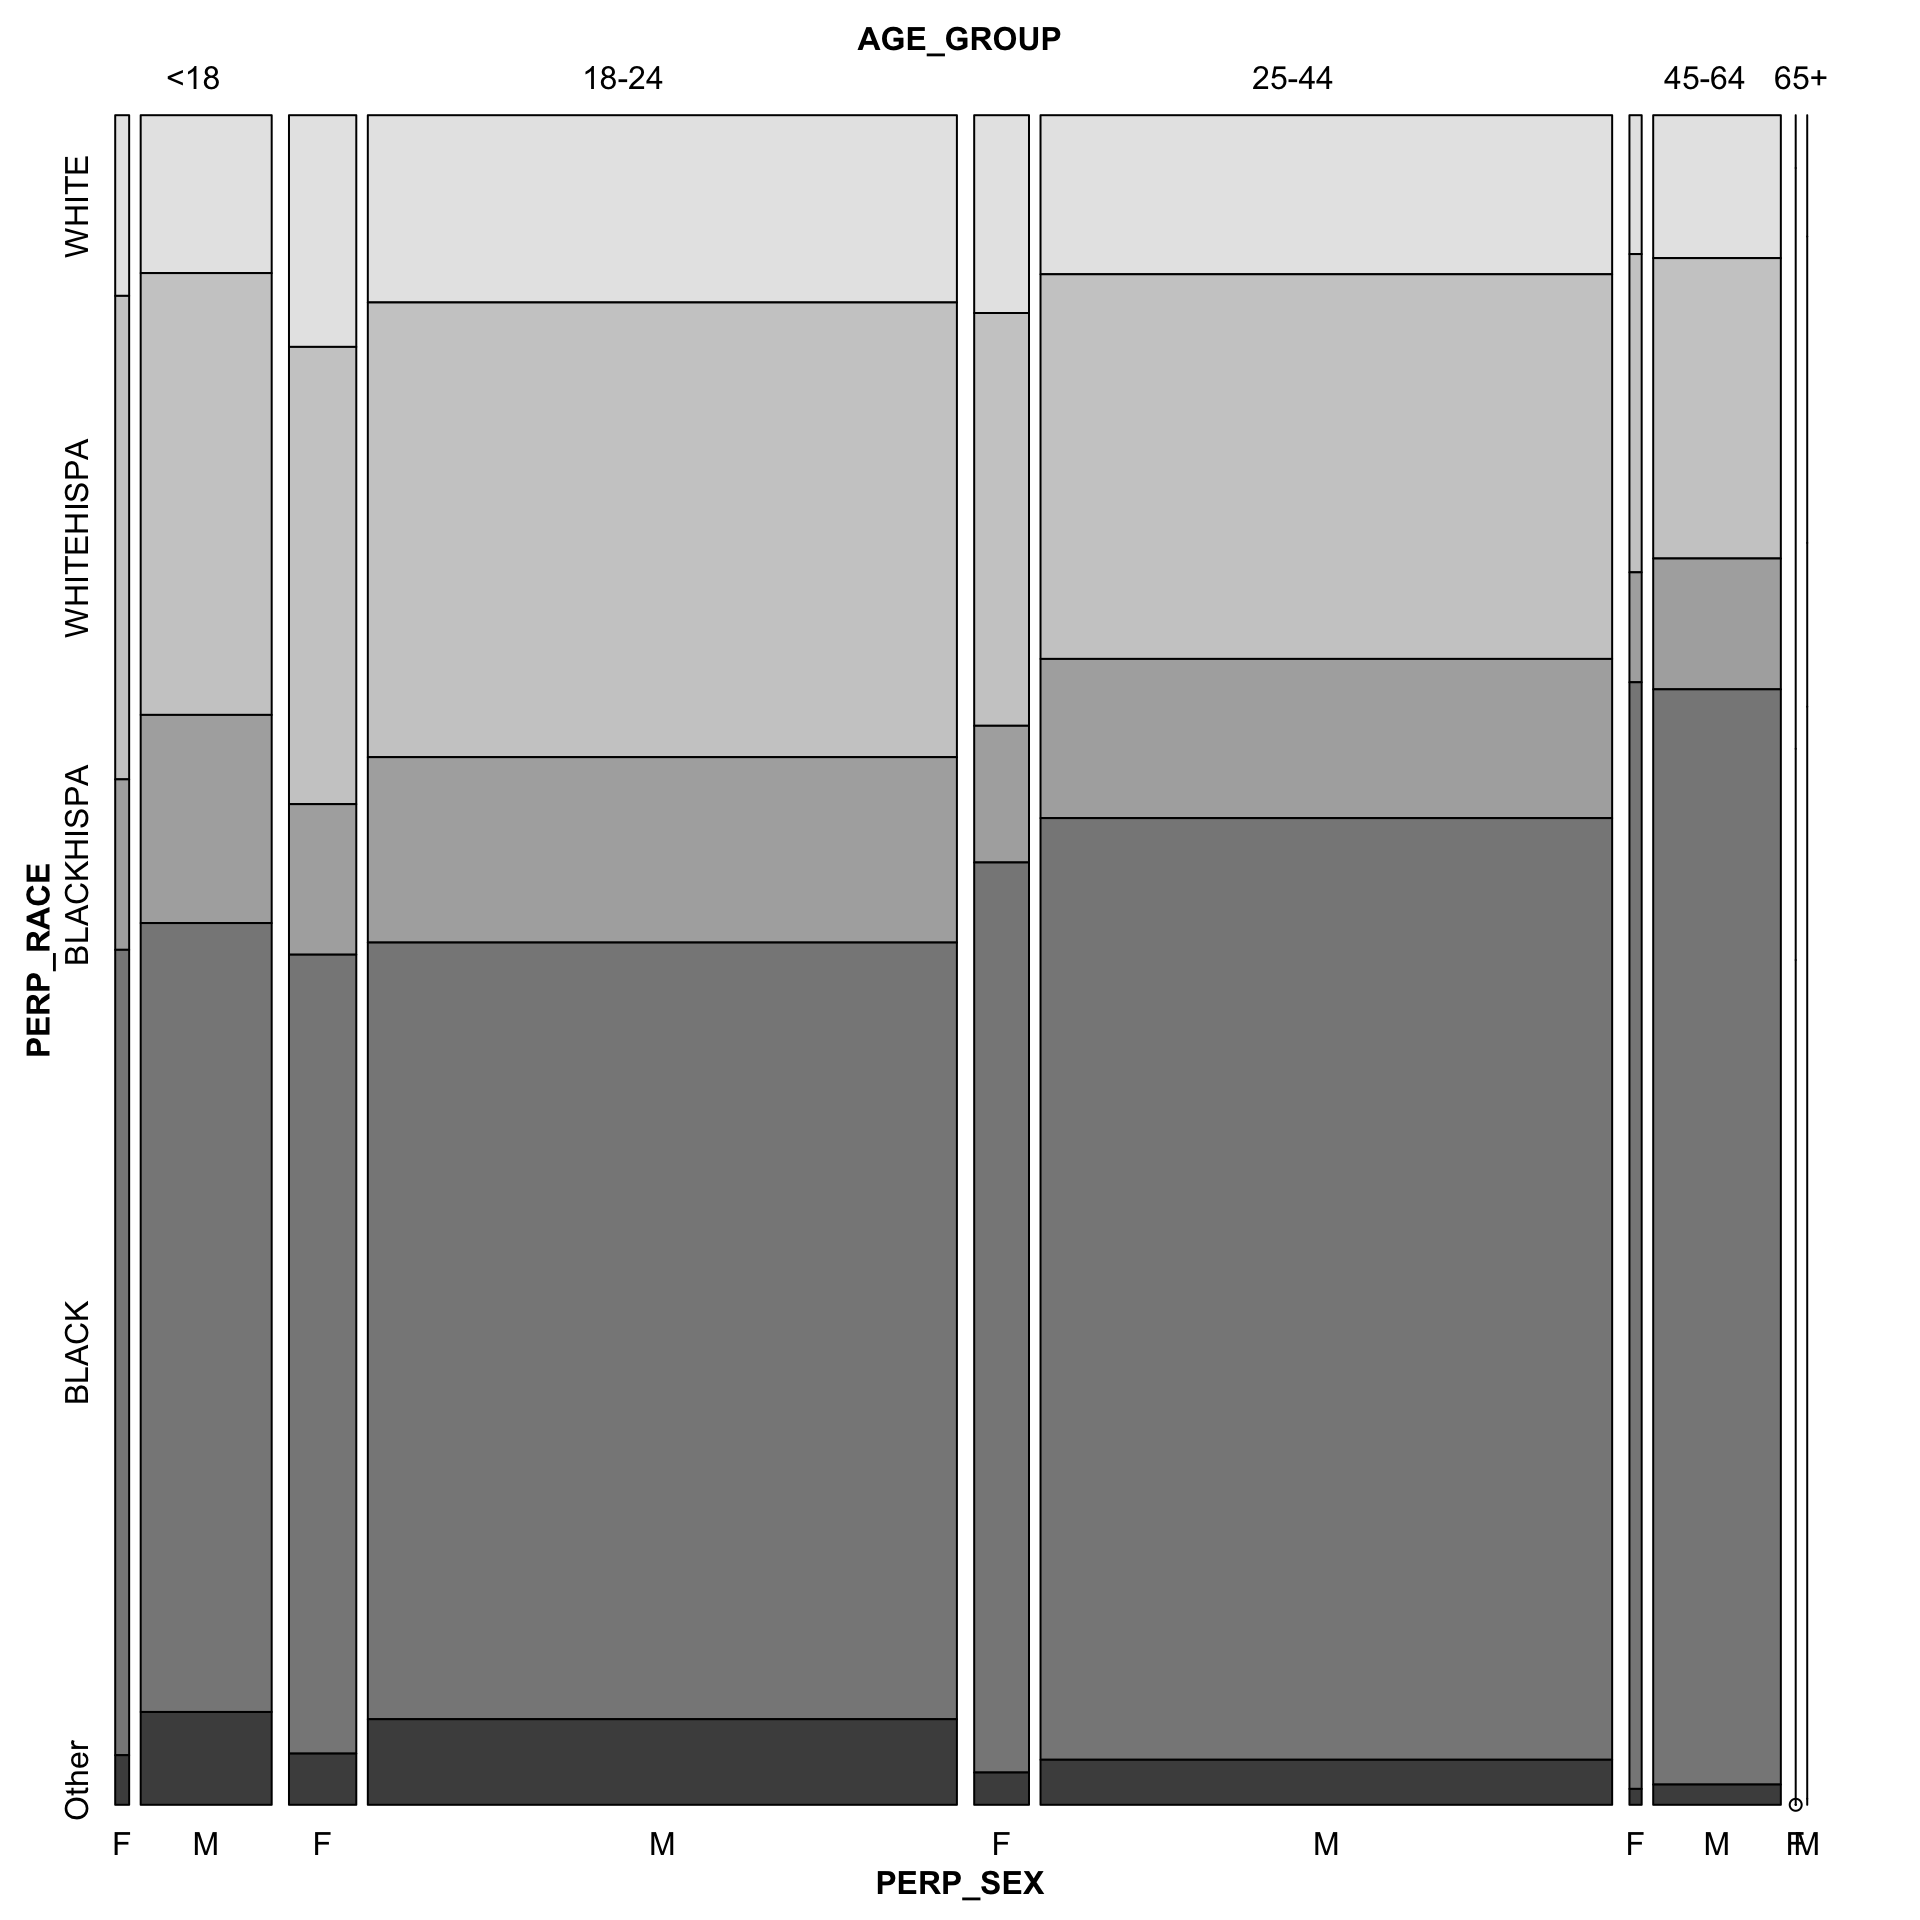 AGE_GROUP
<18 18-24 25-44 45-64 65+
PERP_RACE
WHITE
WHITEHISPA
BLACKHISPA
BLACK
Other
F M F M F M F M F M
PERP_SEX